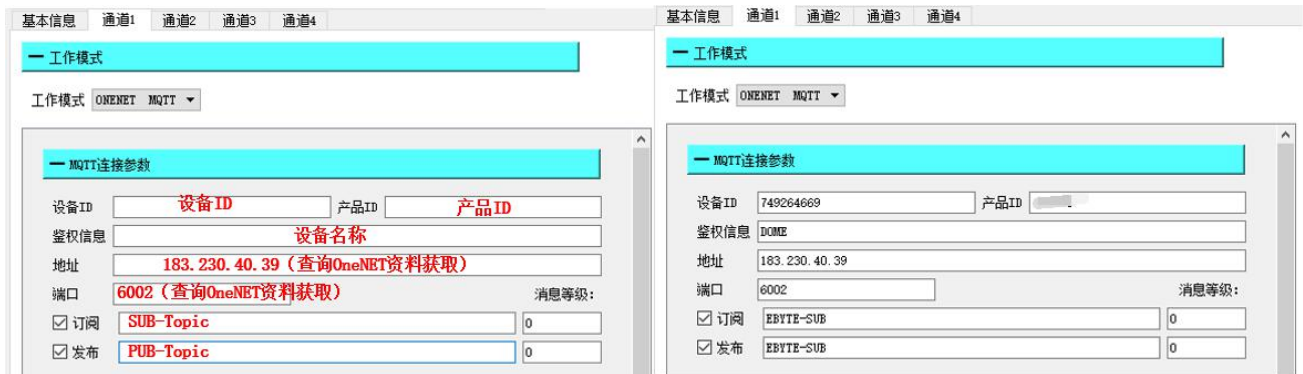 基本信息 通道1 通道2 通道3 通道4
一 工作模式
工作模式 ONENET MQTT
一 MQTT连接参数
设备ID 设备ID 产品ID 产品ID
鉴权信息 设备名称
地址 183.230.40.39（查询OneNET资料获取）
端口 6002（查询OneNET资料获取） 消息等级:
订阅 SUB-Topic 0
发布 PUB-Topic 0
基本信息 通道1 通道2 通道3 通道4
一 工作模式
工作模式 ONENET MQTT
一 MQTT连接参数
设备ID 749264669 产品ID
鉴权信息 DOME
地址 183.230.40.39
端口 6002 消息等级:
订阅 EBYTE-SUB 0
发布 EBYTE-SUB 0